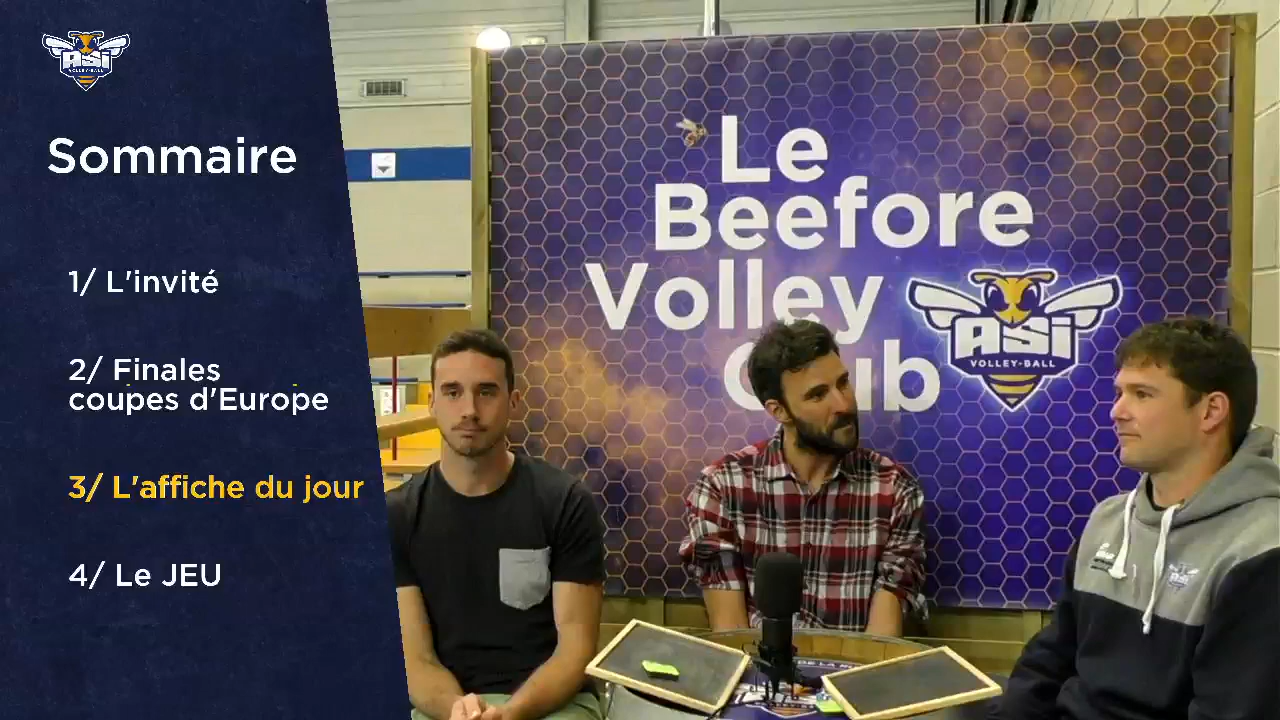 ASI
VOLLEY-BALL
Sommaire
1/ L'invité
2/ Finales
coupes d'Europe
3/ L'affiche du jour
4/ Le JEU
Le
Beefore
Volley
ASI
VOLLEY-BALL